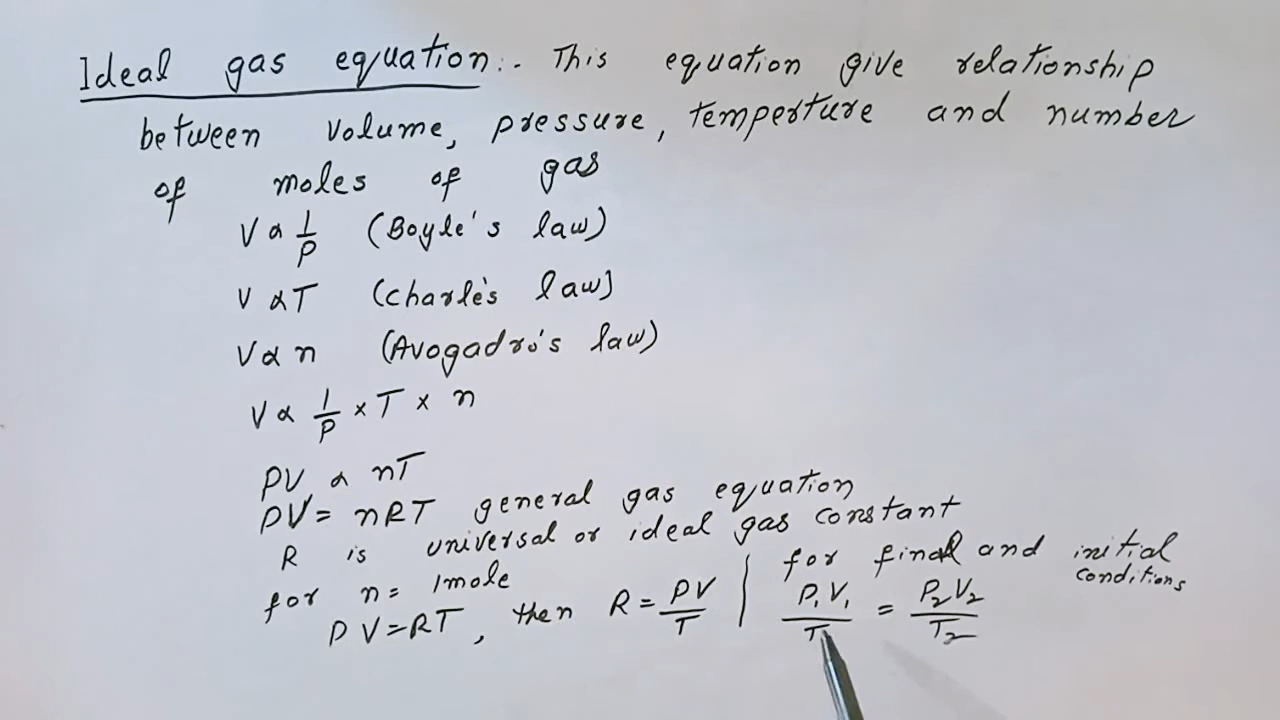 Ideal gas equation:- This equation give relationship
between volume, pressure, temperture and number
of moles of gas
V ∝ 1/P (Boyle's law)
V ∝ T (Charle's law)
V ∝ n (Avogadro's law)
V ∝ 1/P × T × n
PV ∝ nT
PV = nRT general gas equation
R is universal or ideal gas constant
for n = 1mole
PV = RT, then R = PV/T
for final and initial conditions
P₁V₁/T = P₂V₂/T₂